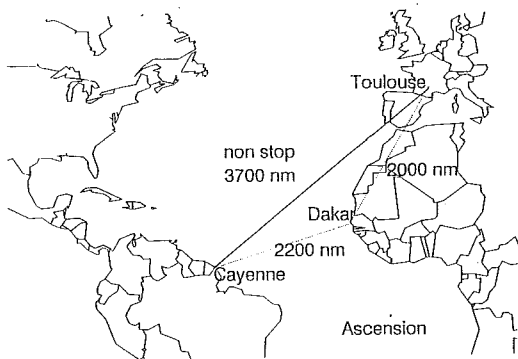 Toulouse
non stop
3700 nm
2000 nm
Dakar
2200 nm
Cayenne
Ascension